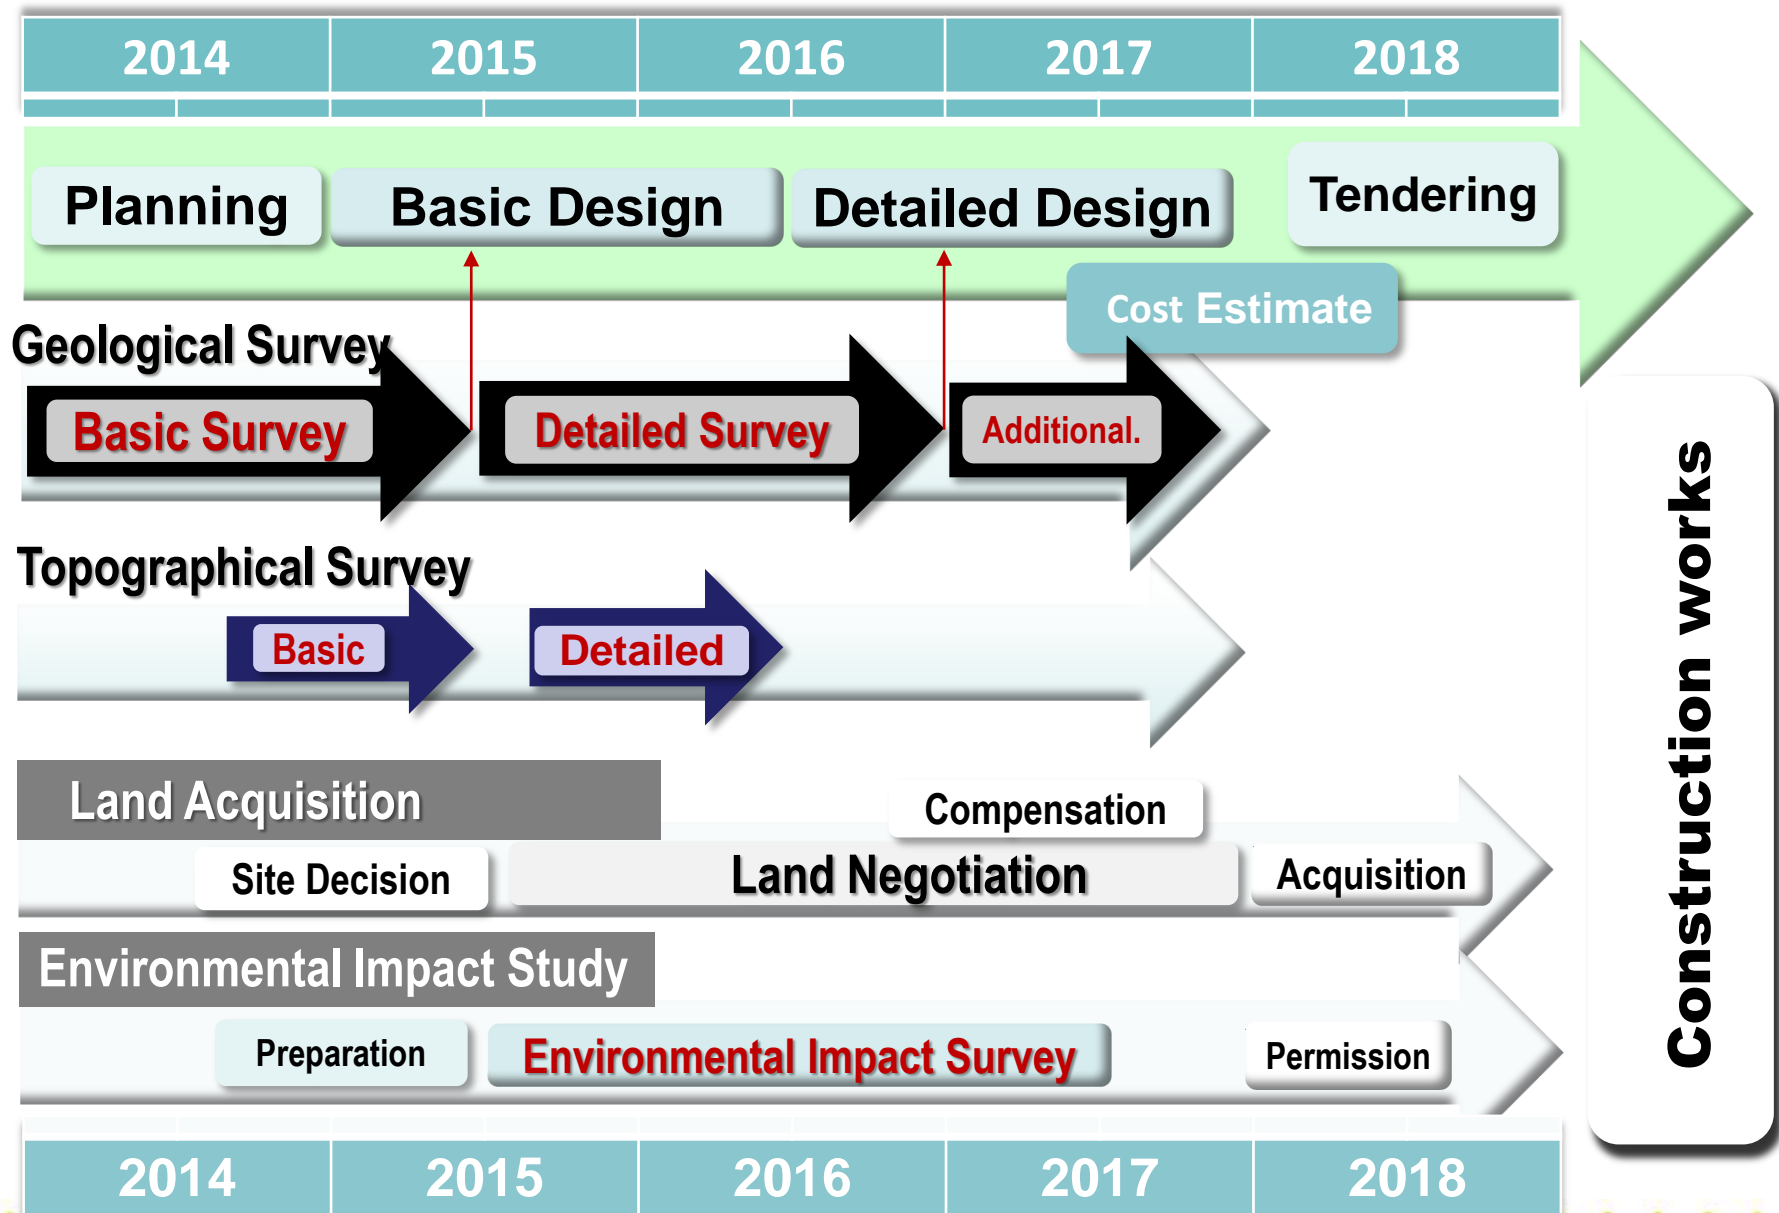 2014 2015 2016 2017 2018
Planning Basic Design Detailed Design Tendering
Cost Estimate
Geological Survey
Basic Survey Detailed Survey Additional.
Topographical Survey
Basic Detailed
Land Acquisition
Compensation
Site Decision Land Negotiation Acquisition
Environmental Impact Study
Preparation Environmental Impact Survey Permission
Construction works
2014 2015 2016 2017 2018